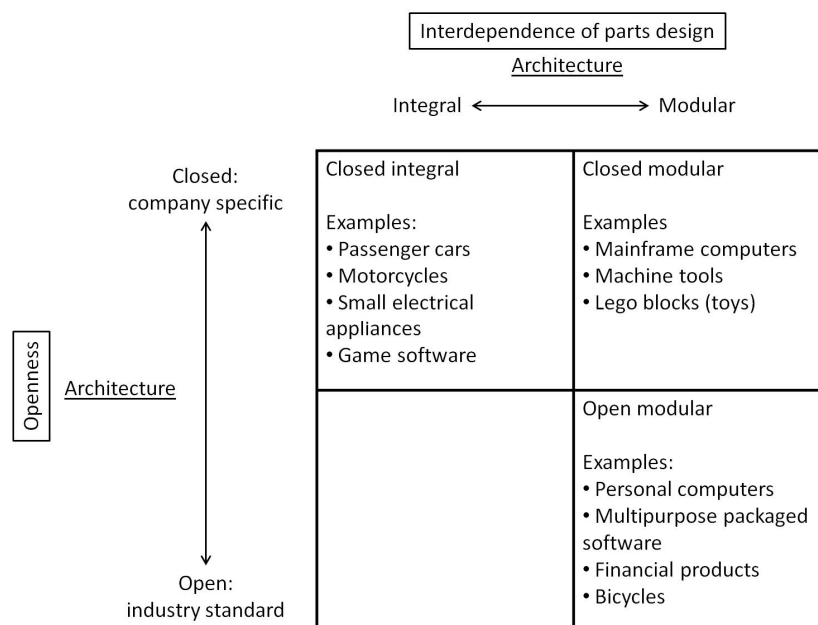 Interdependence of parts design
Architecture
Integral
Modular
Closed:
company specific
Openness
Architecture
Open:
industry standard
Closed integral
Examples:
• Passenger cars
• Motorcycles
• Small electrical
appliances
• Game software
Closed modular
Examples
• Mainframe computers
• Machine tools
• Lego blocks (toys)
Open modular
Examples:
• Personal computers
• Multipurpose packaged
software
• Financial products
• Bicycles